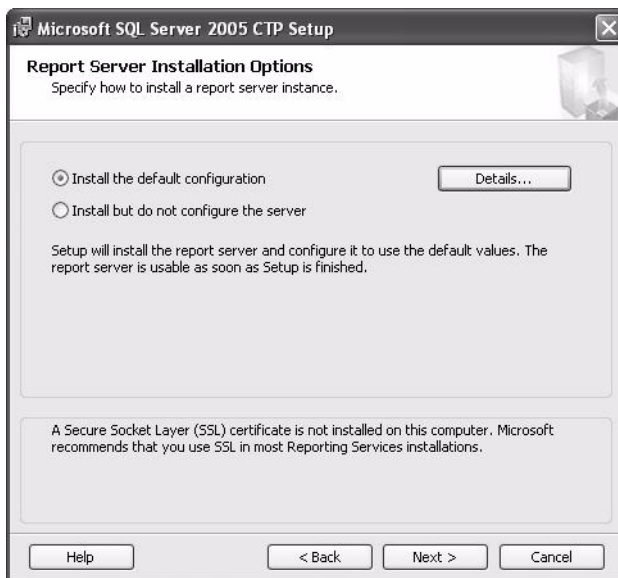 Microsoft SQL Server 2005 CTP Setup
Report Server Installation Options
Specify how to install a report server instance.
Install the default configuration
Details...
Install but do not configure the server
Setup will install the report server and configure it to use the default values. The
report server is usable as soon as Setup is finished.
A Secure Socket Layer (SSL) certificate is not installed on this computer. Microsoft
recommends that you use SSL in most Reporting Services installations.
Help
< Back
Next >
Cancel